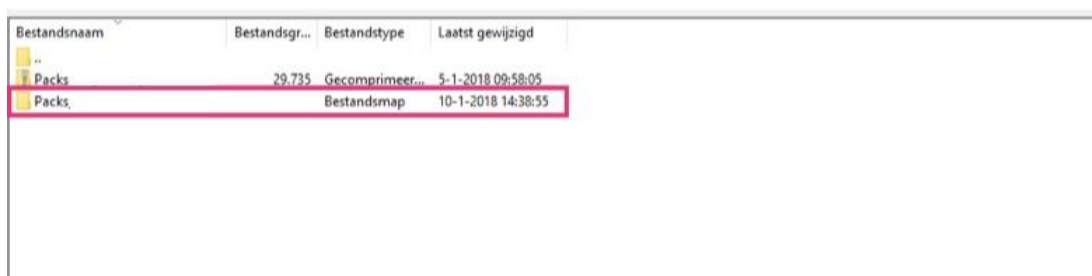 Bestandsnaam Bestandsgr... Bestandstype Laatst gewijzigd
..
Packs 29.735 Gecomprimeer... 5-1-2018 09:58:05
Packs Bestandsmap 10-1-2018 14:38:55